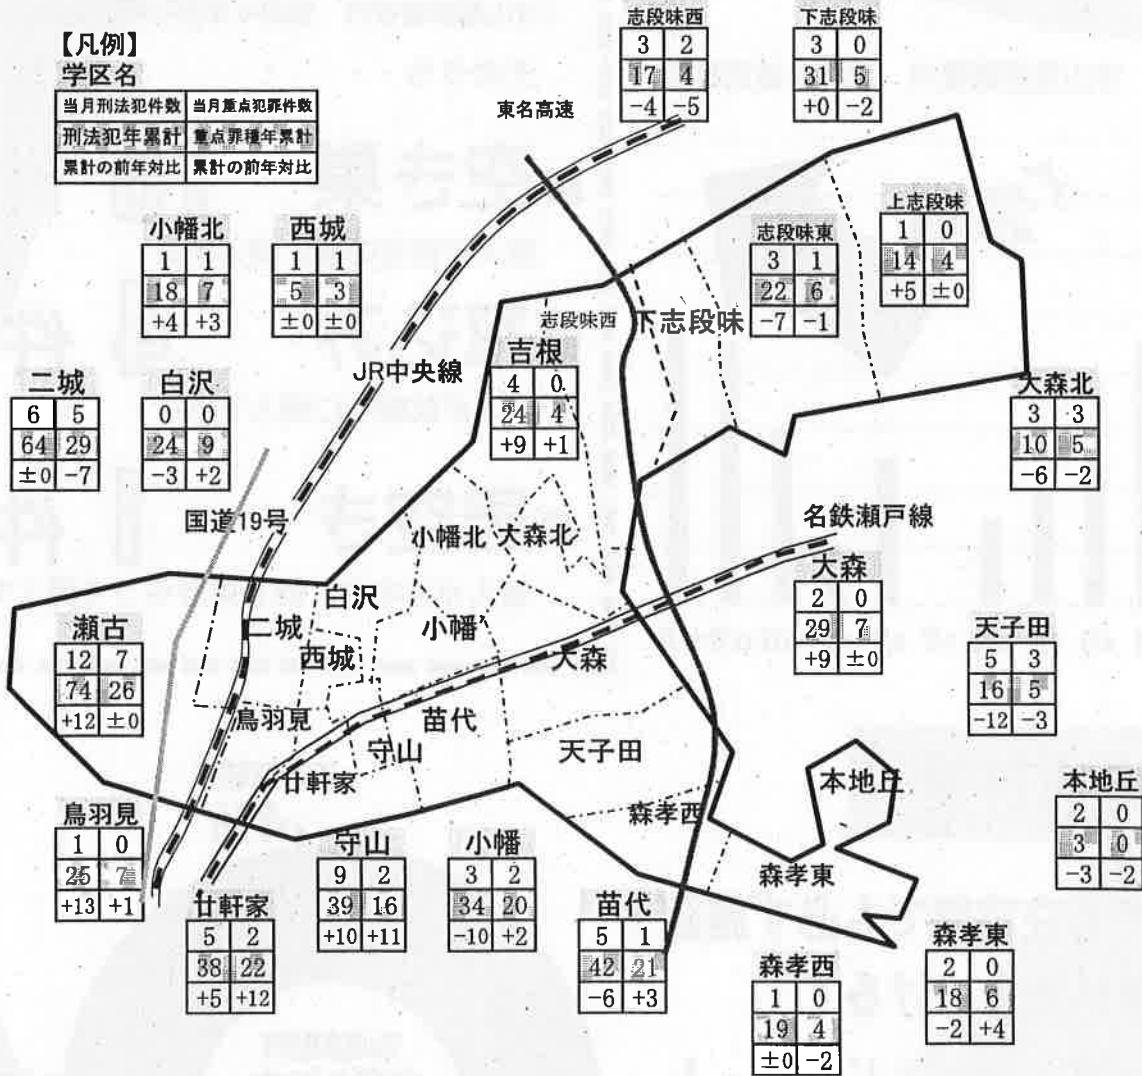 【凡例】
学区名
当月刑法犯件数 当月重点犯罪件数
刑法犯年累計 重点罪種年累計
累計の前年対比 累計の前年対比
志段味西
3 2
17 4
-4 -5
下志段味
3 0
31 5
+0 -2
東名高速
小幡北
1 1
18 7
+4 +3
西城
1 1
5 3
±0 ±0
志段味東
3 1
22 6
-7 -1
上志段味
1 0
14 4
+5 ±0
志段味西
下志段味
吉根
4 0
24 4
+9 +1
JR中央線
二城
6 5
64 29
±0 -7
白沢
0 0
24 9
-3 +2
大森北
3 3
10 5
-6 -2
国道19号
小幡北
大森北
名鉄瀬戸線
大森
2 0
29 7
+9 ±0
白沢
瀬古
12 7
74 26
+12 ±0
二城
西城
小幡
大森
天子田
5 3
16 5
-12 -3
鳥羽見
苗代
守山
天子田
廿軒家
本地丘
本地丘
2 0
3 0
-3 -2
森孝西
鳥羽見
1 0
25 7
+13 +1
守山
9 2
39 16
+10 +11
小幡
3 2
34 20
-10 +2
森孝東
廿軒家
5 2
38 22
+5 +12
苗代
5 1
42 21
-6 +3
森孝西
1 0
19 4
±0 -2
森孝東
2 0
18 6
-2 +4